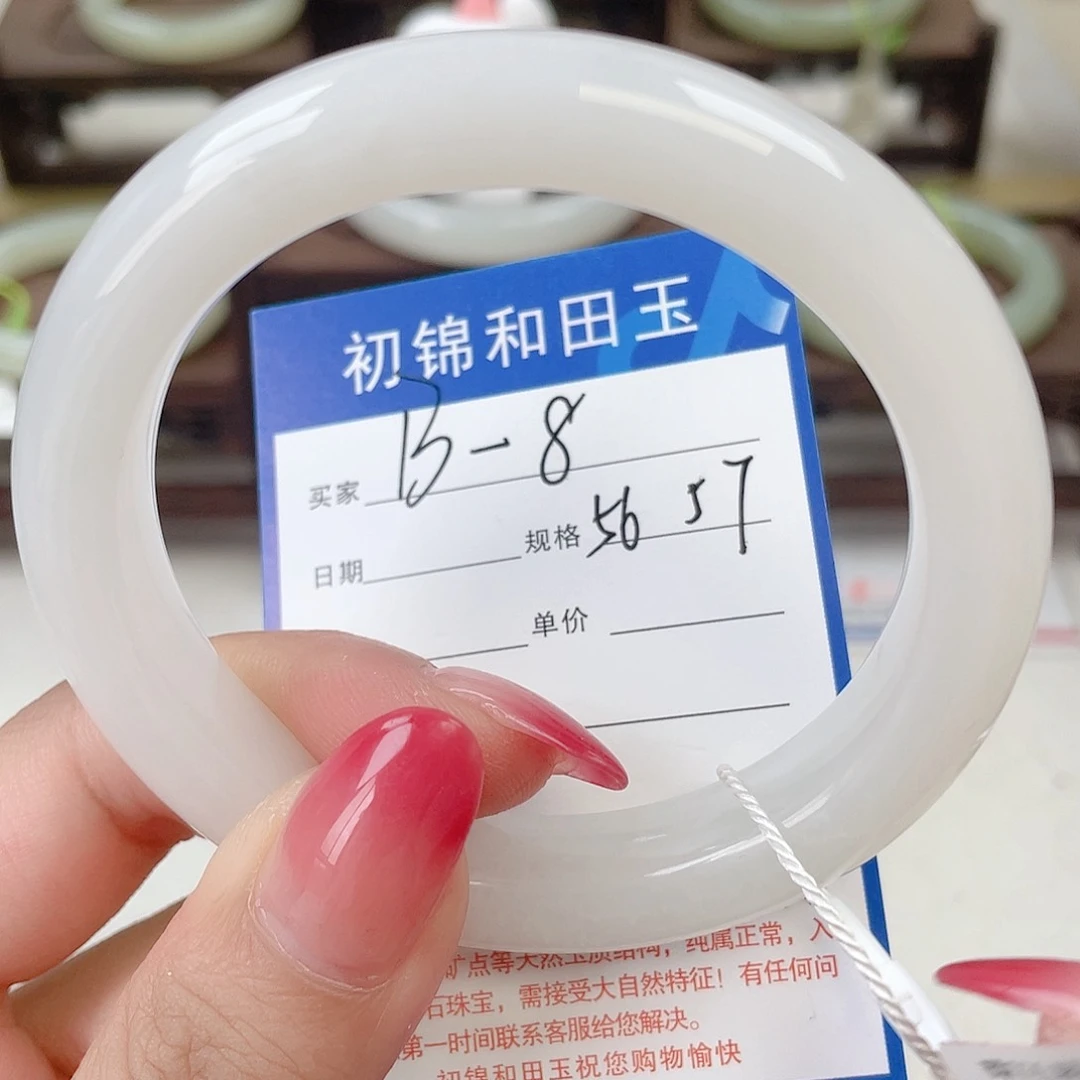 初锦和田玉
买家 B-8
日期 规格 56 57
单价
矿点等天然玉质结构，纯属正常，入
石珠宝，需接受大自然特征！有任何问
第一时间联系客服给您解决。
初锦和田玉祝您购物愉快